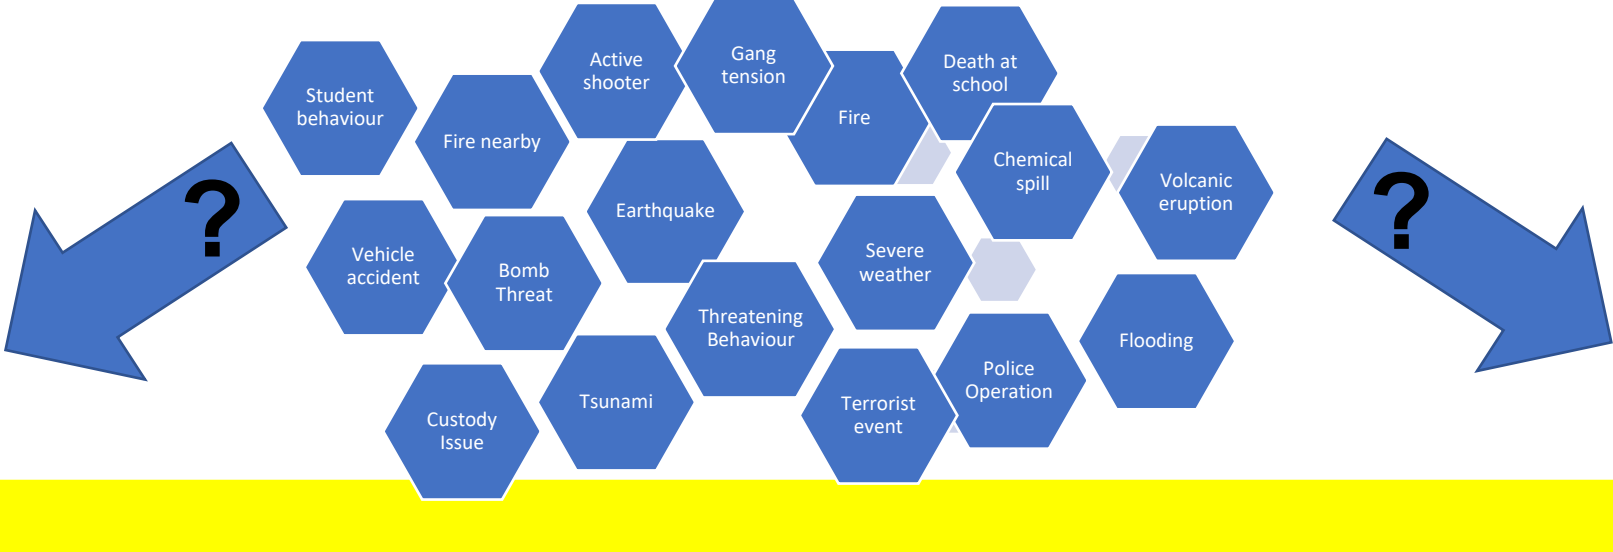 Student
behaviour
Fire nearby
Active
shooter
Gang
tension
Fire
Death at
school
Chemical
spill
Volcanic
eruption
?
?
Vehicle
accident
Bomb
Threat
Earthquake
Threatening
Behaviour
Severe
weather
Police
Operation
Flooding
Custody
Issue
Tsunami
Terrorist
event